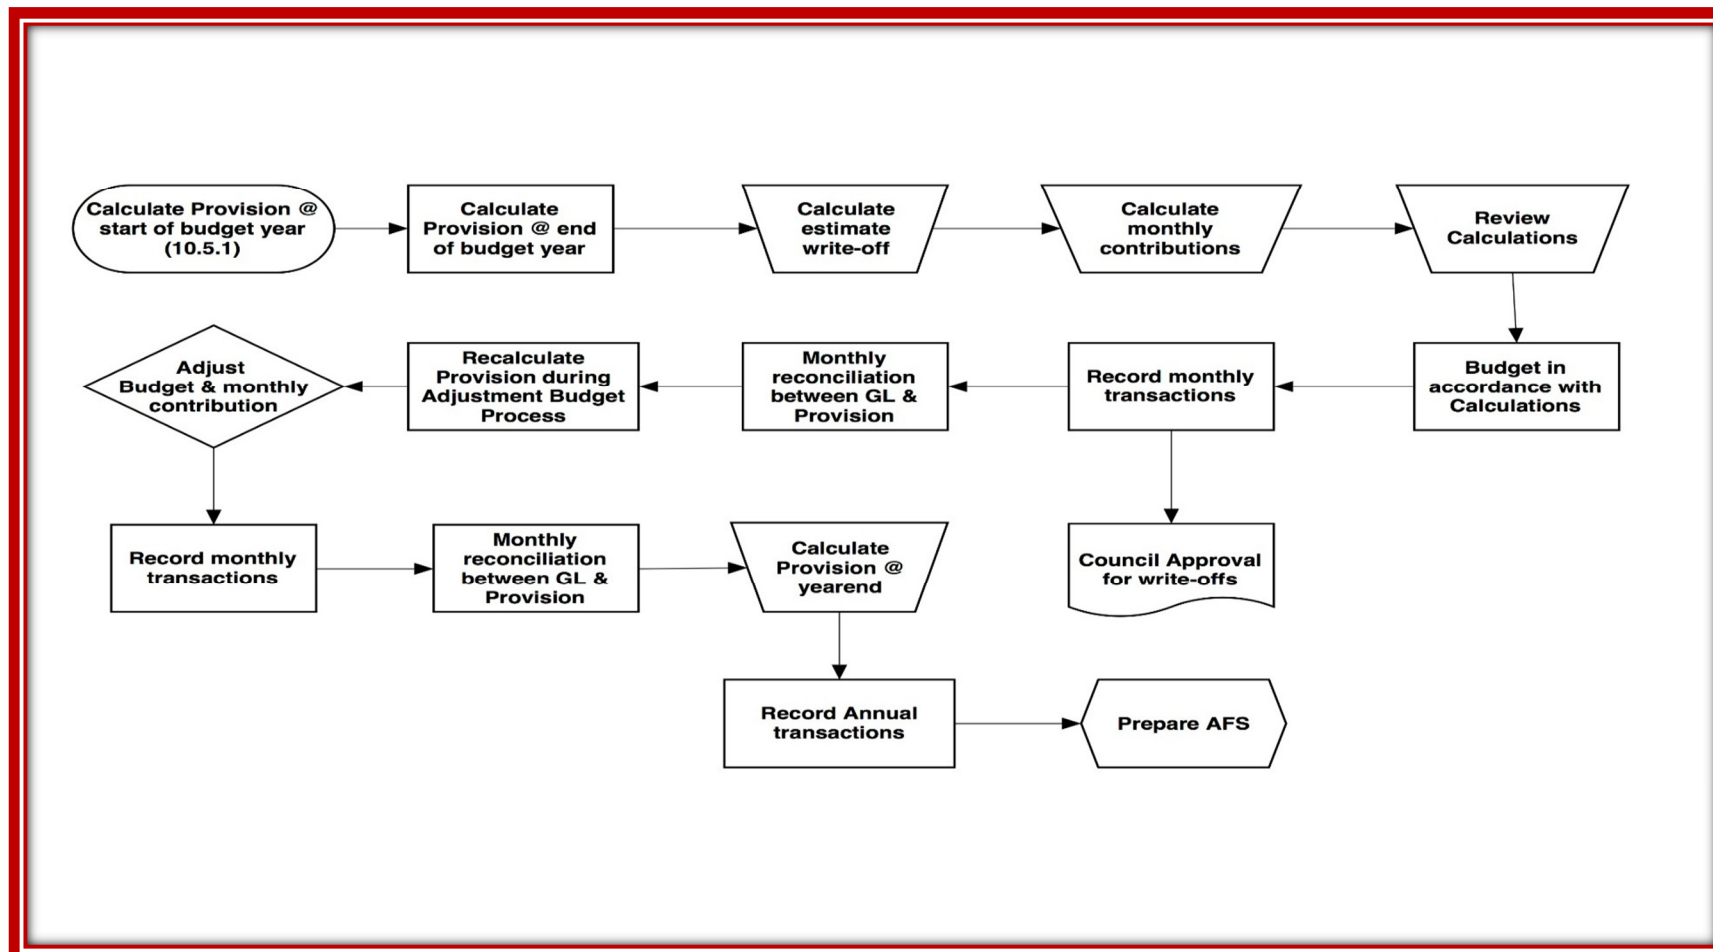 Calculate Provision @
start of budget year
(10.5.1)
Calculate
Provision @ end
of budget year
Calculate
estimate
write-off
Calculate
monthly
contributions
Review
Calculations
Adjust
Budget & monthly
contribution
Recalculate
Provision during
Adjustment Budget
Process
Monthly
reconciliation
between GL &
Provision
Record monthly
transactions
Budget in
accordance with
Calculations
Record monthly
transactions
Monthly
reconciliation
between GL &
Provision
Calculate
Provision @
yearend
Council Approval
for write-offs
Record Annual
transactions
Prepare AFS